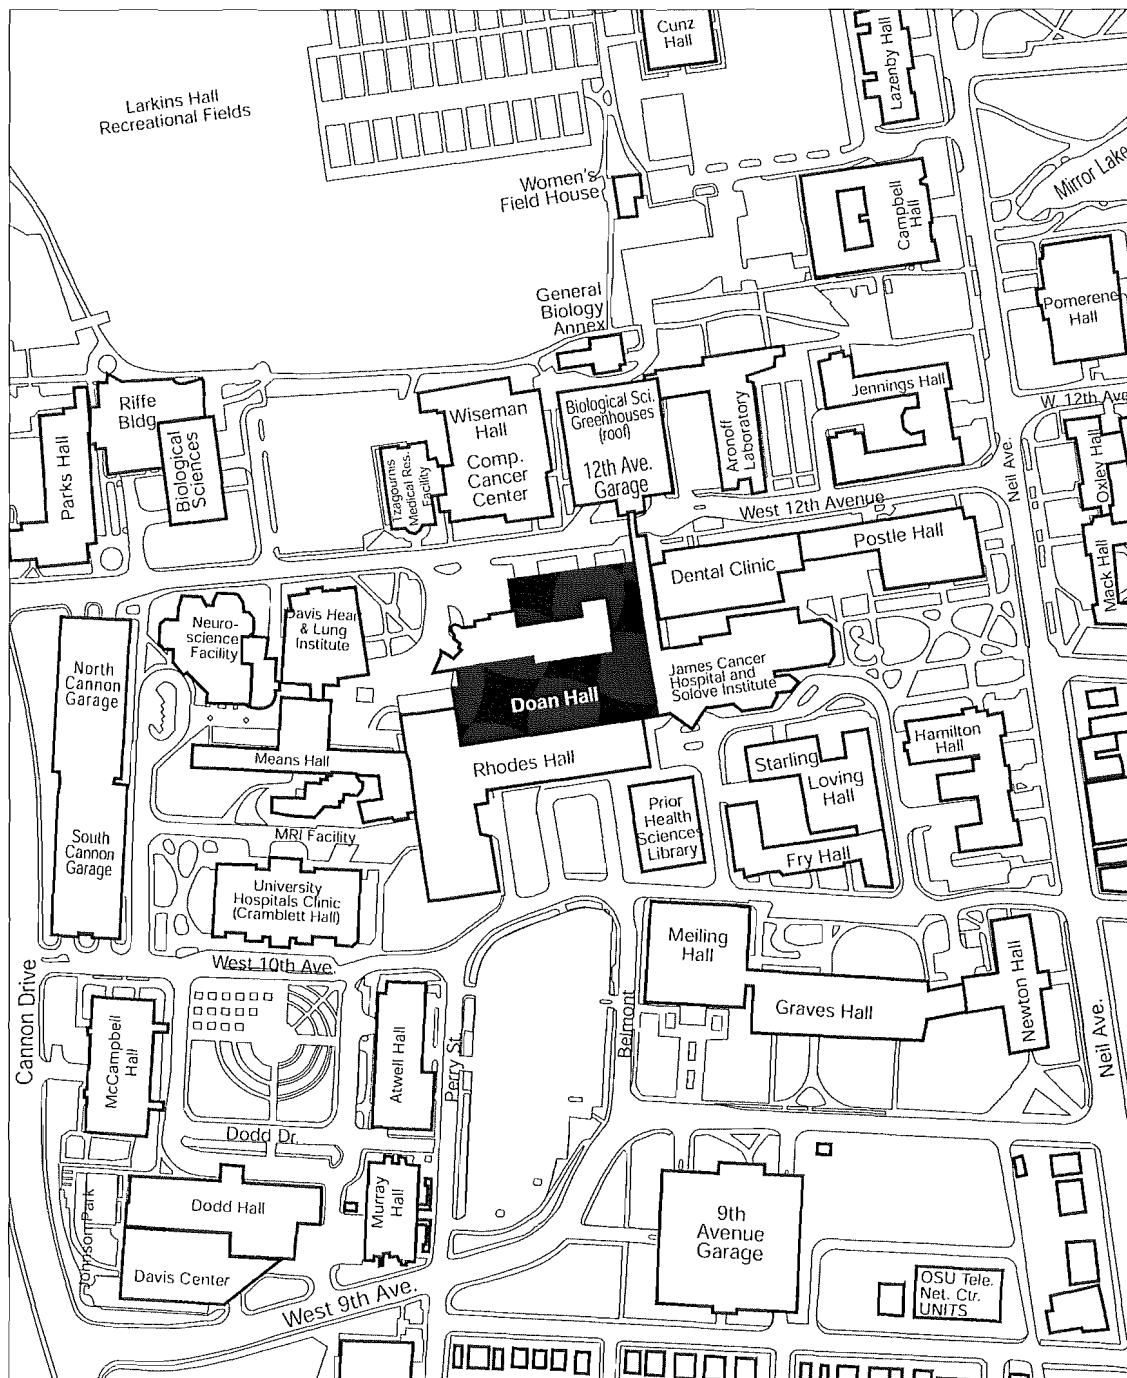 Cunz
Hall
Lazenby Hall
Larkins Hall
Recreational Fields
Women's
Field House
Mirror Lake
Campbell
Hall
General
Biology
Annex
Pomerene
Hall
Riffe
Bldg.
Parks Hall
Biological
Sciences
Wiseman
Hall
Comp.
Cancer
Center
Tzagournis
Medical Res.
Facility
Biological Sci.
Greenhouses
(roof)
12th Ave.
Garage
Aronoff
Laboratory
Jennings Hall
W. 12th Ave
Oxley Hall
Neil Ave.
West 12th Avenue
Postle Hall
Mack Hall
Dental Clinic
Neuro-
science
Facility
Davis Heart
& Lung
Institute
North
Cannon
Garage
Doan Hall
James Cancer
Hospital and
Solove Institute
Means Hall
Rhodes Hall
Starling
Loving
Hall
Hamilton
Hall
South
Cannon
Garage
MRI Facility
Prior
Health
Sciences
Library
Fry Hall
University
Hospitals Clinic
(Cramblett Hall)
West 10th Ave.
Meiling
Hall
Graves Hall
Newton Hall
Cannon Drive
McCampbell
Hall
Atwell Hall
Perry St.
Belmont
Neil Ave.
Dodd Dr.
Johnson Park
Dodd Hall
Murray
Hall
Davis Center
West 9th Ave.
9th
Avenue
Garage
OSU Tele.
Net. Ctr.
UNITS